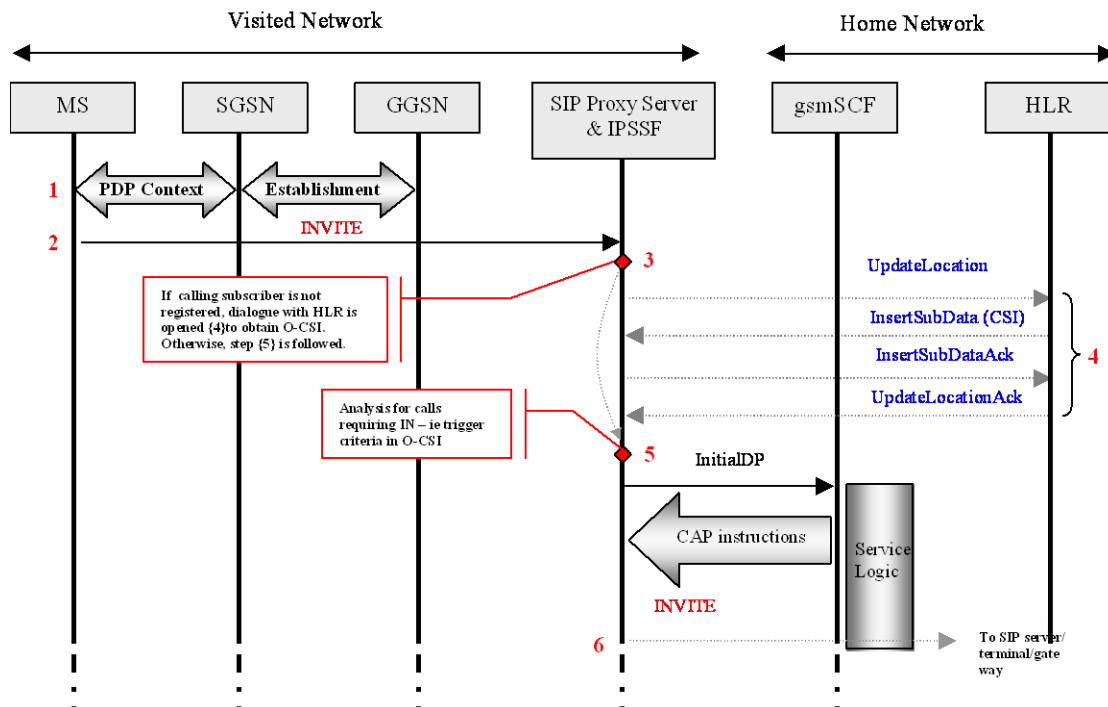 Visited Network
Home Network
MS
SGSN
GGSN
SIP Proxy Server
& IPSSF
gsmSCF
HLR
1
PDP Context
Establishment
2
INVITE
3
If calling subscriber is not
registered, dialogue with HLR is
opened {4}to obtain O-CSI.
Otherwise, step {5} is followed.
UpdateLocation
InsertSubData (CSI)
InsertSubDataAck
4
UpdateLocationAck
Analysis for calls
requiring IN – ie trigger
criteria in O-CSI
5
InitialDP
CAP instructions
Service
Logic
INVITE
6
To SIP server/
terminal/gate
way